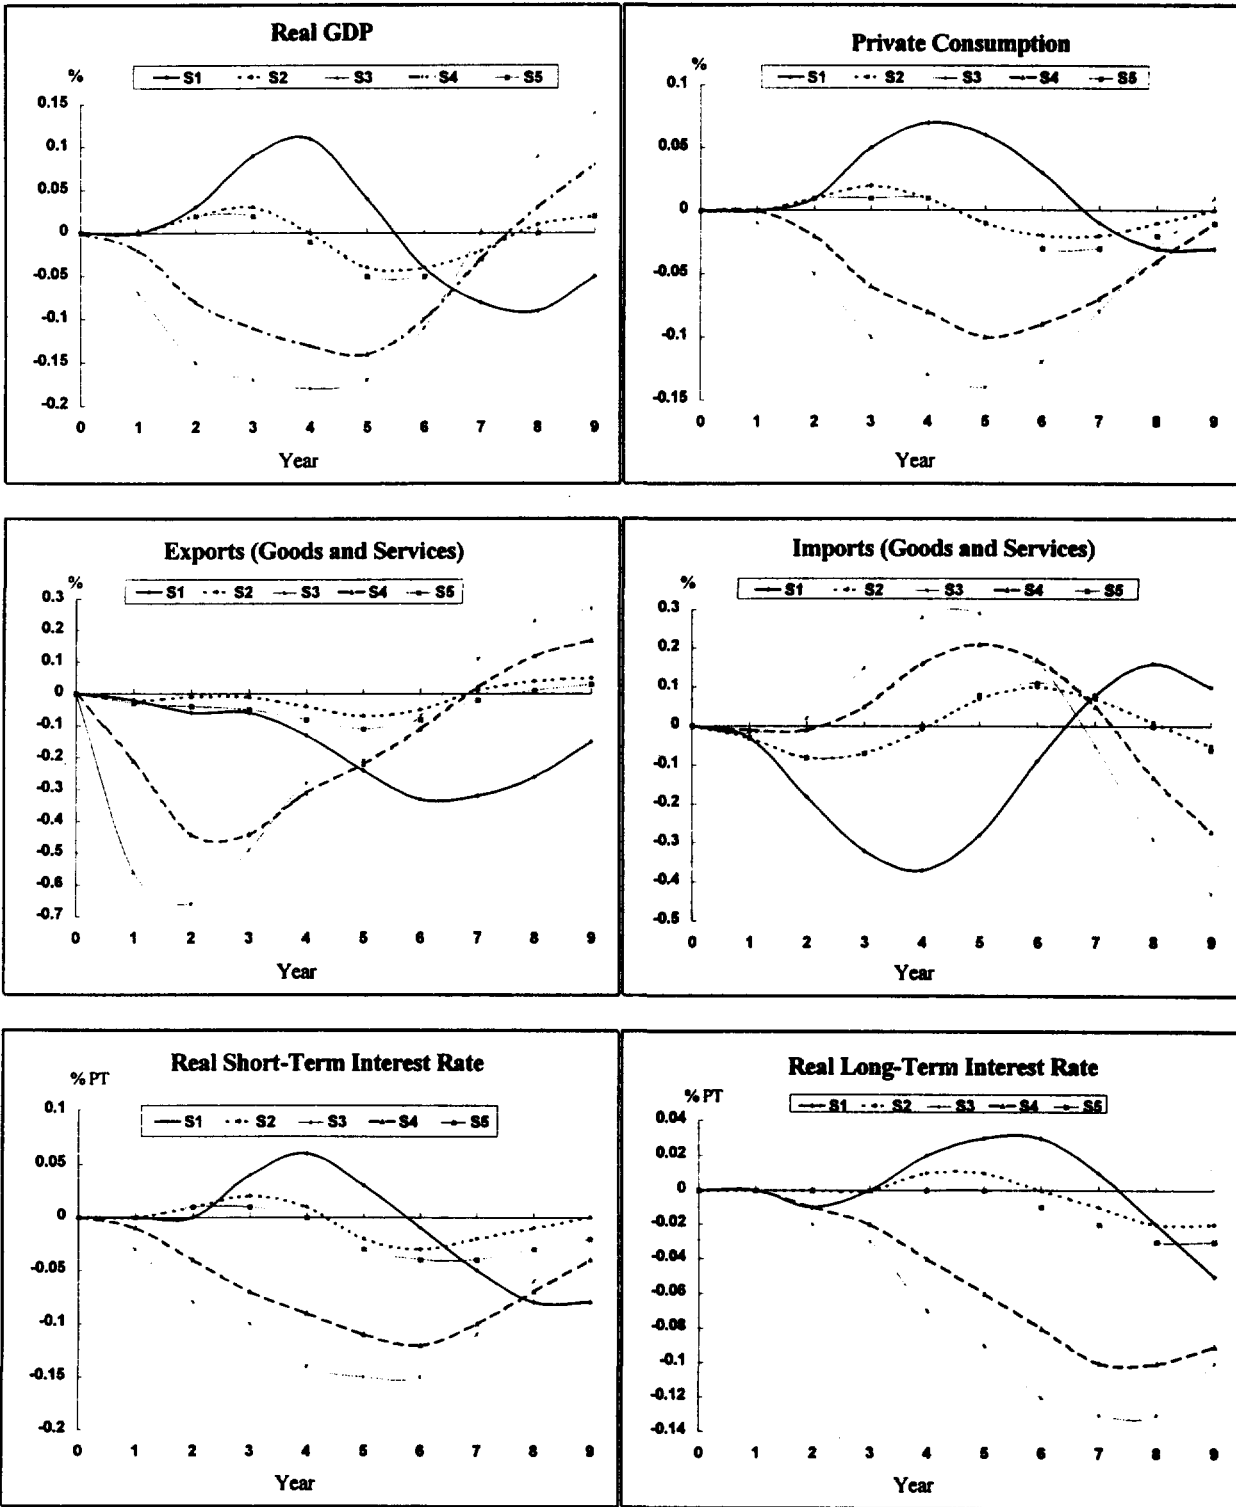 Real GDP
%
S1 S2 S3 S4 S5
0.15
0.1
0.05
0
-0.05
-0.1
-0.15
-0.2
0 1 2 3 4 5 6 7 8 9
Year
Private Consumption
%
S1 S2 S3 S4 S5
0.1
0.05
0
-0.05
-0.1
-0.15
0 1 2 3 4 5 6 7 8 9
Year
Exports (Goods and Services)
%
S1 S2 S3 S4 S5
0.3
0.2
0.1
0
-0.1
-0.2
-0.3
-0.4
-0.5
-0.6
-0.7
0 1 2 3 4 5 6 7 8 9
Year
Imports (Goods and Services)
%
S1 S2 S3 S4 S5
0.3
0.2
0.1
0
-0.1
-0.2
-0.3
-0.4
-0.5
0 1 2 3 4 5 6 7 8 9
Year
Real Short-Term Interest Rate
% PT
S1 S2 S3 S4 S5
0.1
0.05
0
-0.05
-0.1
-0.15
-0.2
0 1 2 3 4 5 6 7 8 9
Year
Real Long-Term Interest Rate
% PT
S1 S2 S3 S4 S5
0.04
0.02
0
-0.02
-0.04
-0.06
-0.08
-0.1
-0.12
-0.14
0 1 2 3 4 5 6 7 8 9
Year